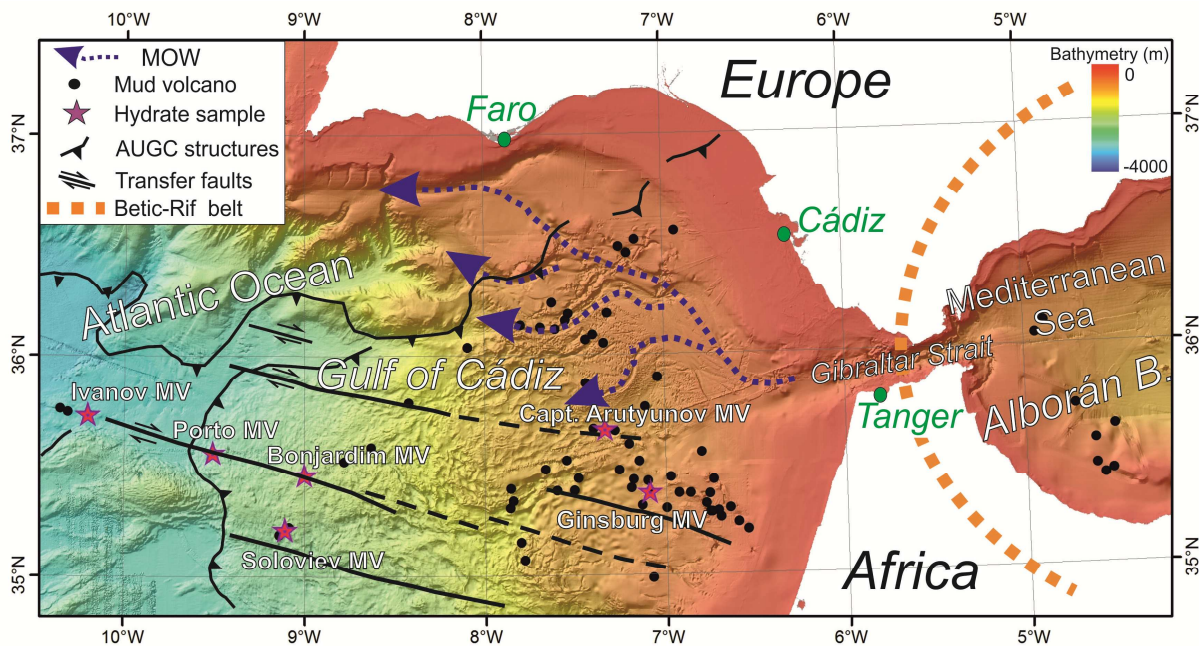 10°W 9°W 8°W 7°W 6°W 5°W
MOW
Mud volcano
Hydrate sample
AUGC structures
Transfer faults
Betic-Rif belt
Bathymetry (m)
0
-4000
Europe
Faro
Cádiz
37°N
37°N
Atlantic Ocean
Mediterranean
Sea
Gibraltar Strait
36°N
36°N
Gulf of Cádiz
Alborán B.
Tanger
Ivanov MV
Capt. Arutyunov MV
Porto MV
Bonjardim MV
Ginsburg MV
Soloviev MV
Africa
35°N
35°N
10°W 9°W 8°W 7°W 6°W 5°W